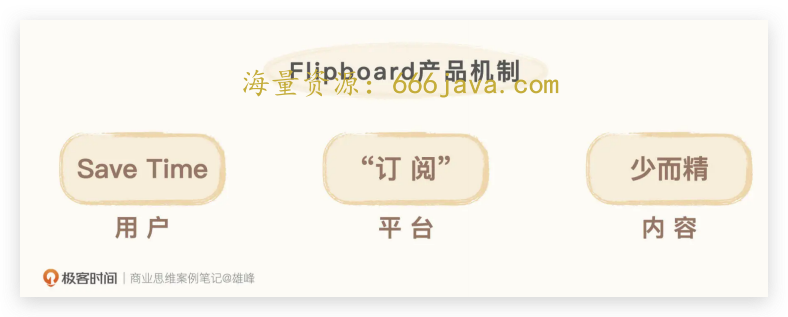 Flipboard产品机制
海量资源：666java.com
Save Time
“订 阅”
少而精
用 户
平 台
内 容
极客时间｜商业思维案例笔记@雄峰